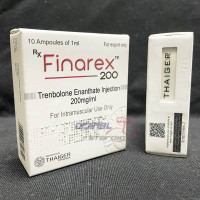 10 Ampoules of 1ml
For export only
Rx
Finarex™
200
Trenbolone Enanthate Injection
200mg/ml
For Intramuscular Use Only
THAIGER
THAIGER